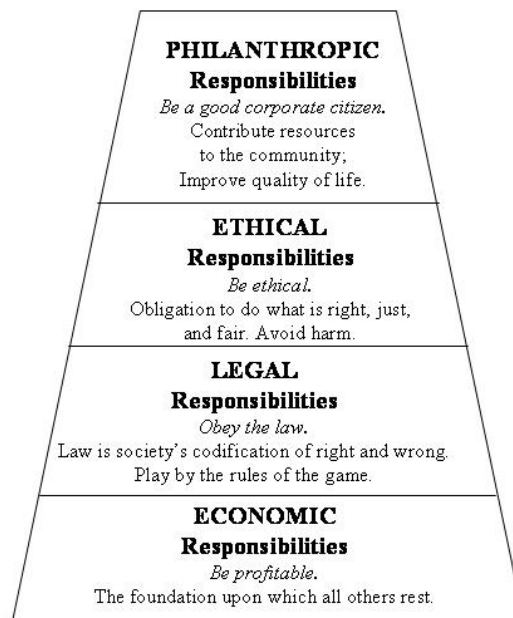 PHILANTHROPIC
Responsibilities
Be a good corporate citizen.
Contribute resources
to the community;
Improve quality of life.
ETHICAL
Responsibilities
Be ethical.
Obligation to do what is right, just,
and fair. Avoid harm.
LEGAL
Responsibilities
Obey the law.
Law is society's codification of right and wrong.
Play by the rules of the game.
ECONOMIC
Responsibilities
Be profitable.
The foundation upon which all others rest.